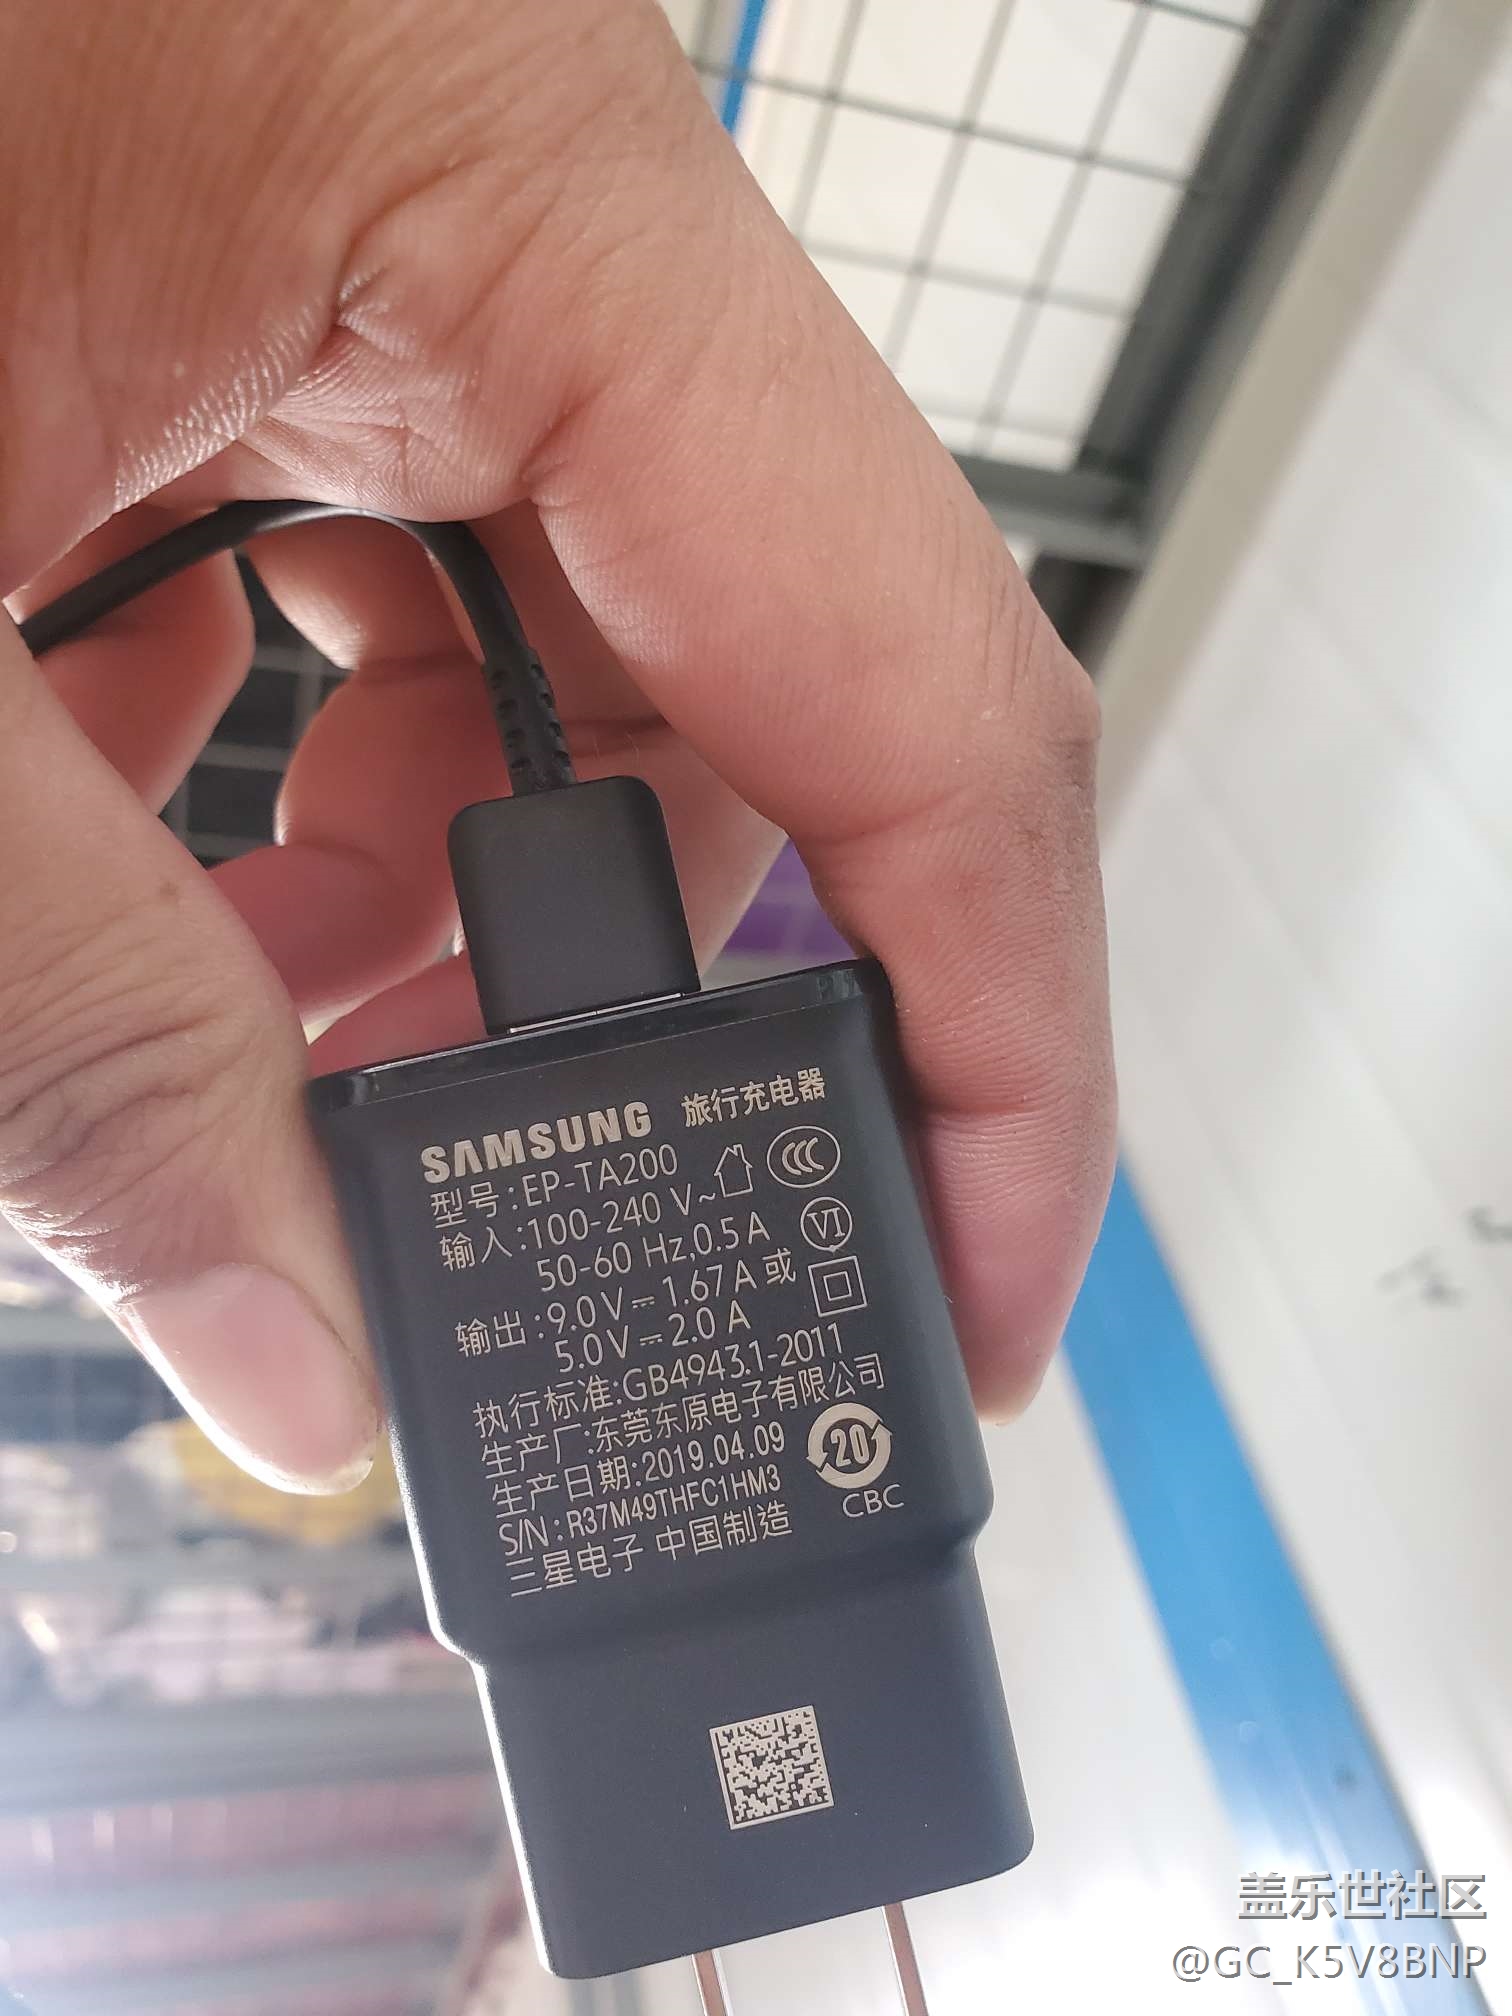 SAMSUNG 旅行充电器
型号:EP-TA200
输入:100-240 V~
50-60 Hz,0.5 A
VI
输出:9.0V⎓1.67A 或
5.0V⎓2.0 A
执行标准:GB4943.1-2011
生产厂:东莞东原电子有限公司
生产日期:2019.04.09
20
S/N:R37M49THFC1HM3
CBC
三星电子 中国制造
盖乐世社区
@GC_K5V8BNP